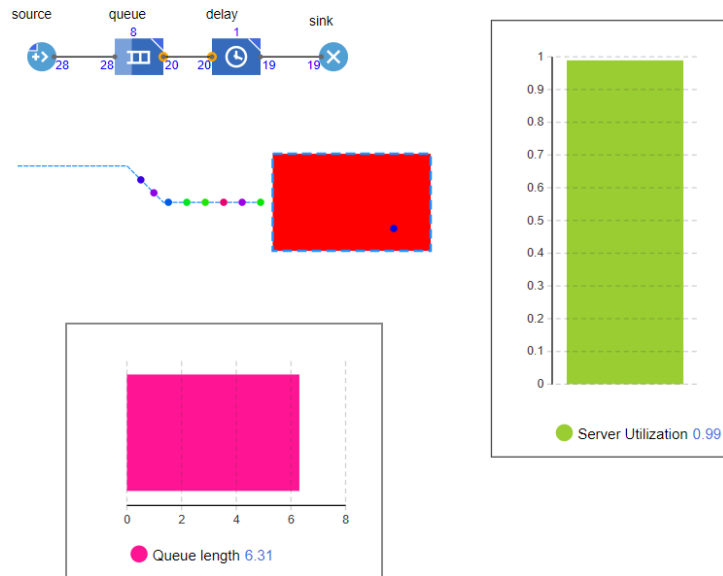 source queue delay sink
8 1
28 28 20 20 19 19
1
0.9
0.8
0.7
0.6
0.5
0.4
0.3
0.2
0.1
0
Server Utilization 0.99
0 2 4 6 8
Queue length 6.31